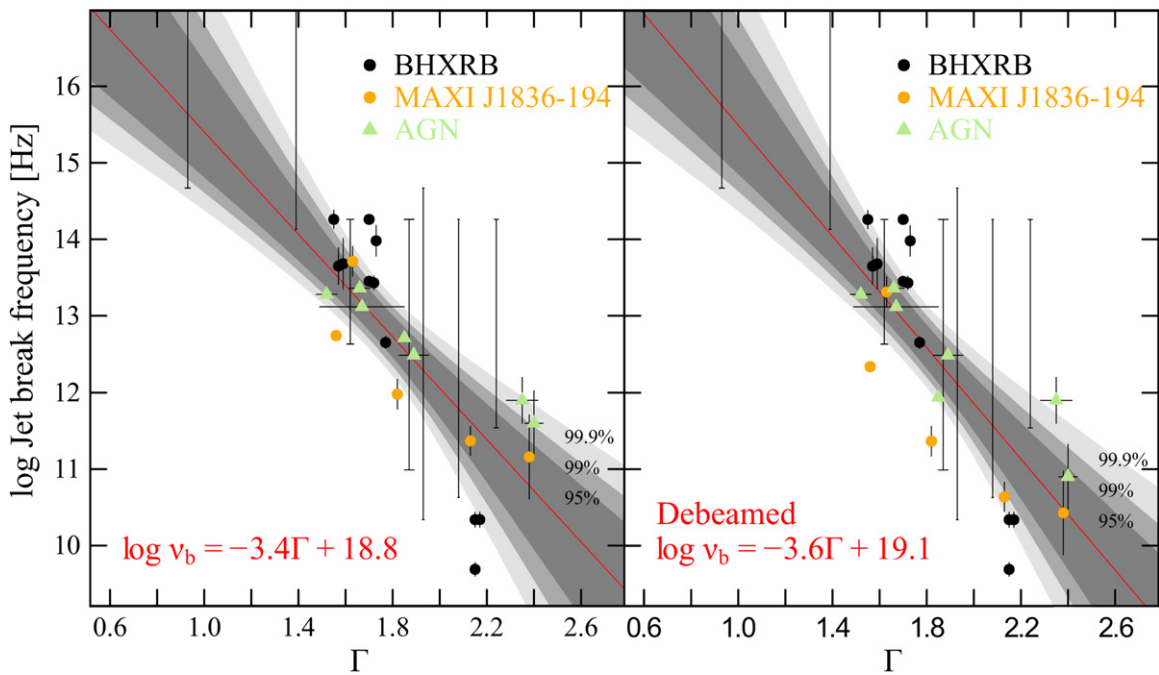 BHXRB
MAXI J1836-194
AGN
99.9%
99%
95%
log ν_b = −3.4Γ + 18.8
log Jet break frequency [Hz]
16
15
14
13
12
11
10
0.6 1.0 1.4 1.8 2.2 2.6
Γ
BHXRB
MAXI J1836-194
AGN
99.9%
99%
95%
Debeamed
log ν_b = −3.6Γ + 19.1
0.6 1.0 1.4 1.8 2.2 2.6
Γ